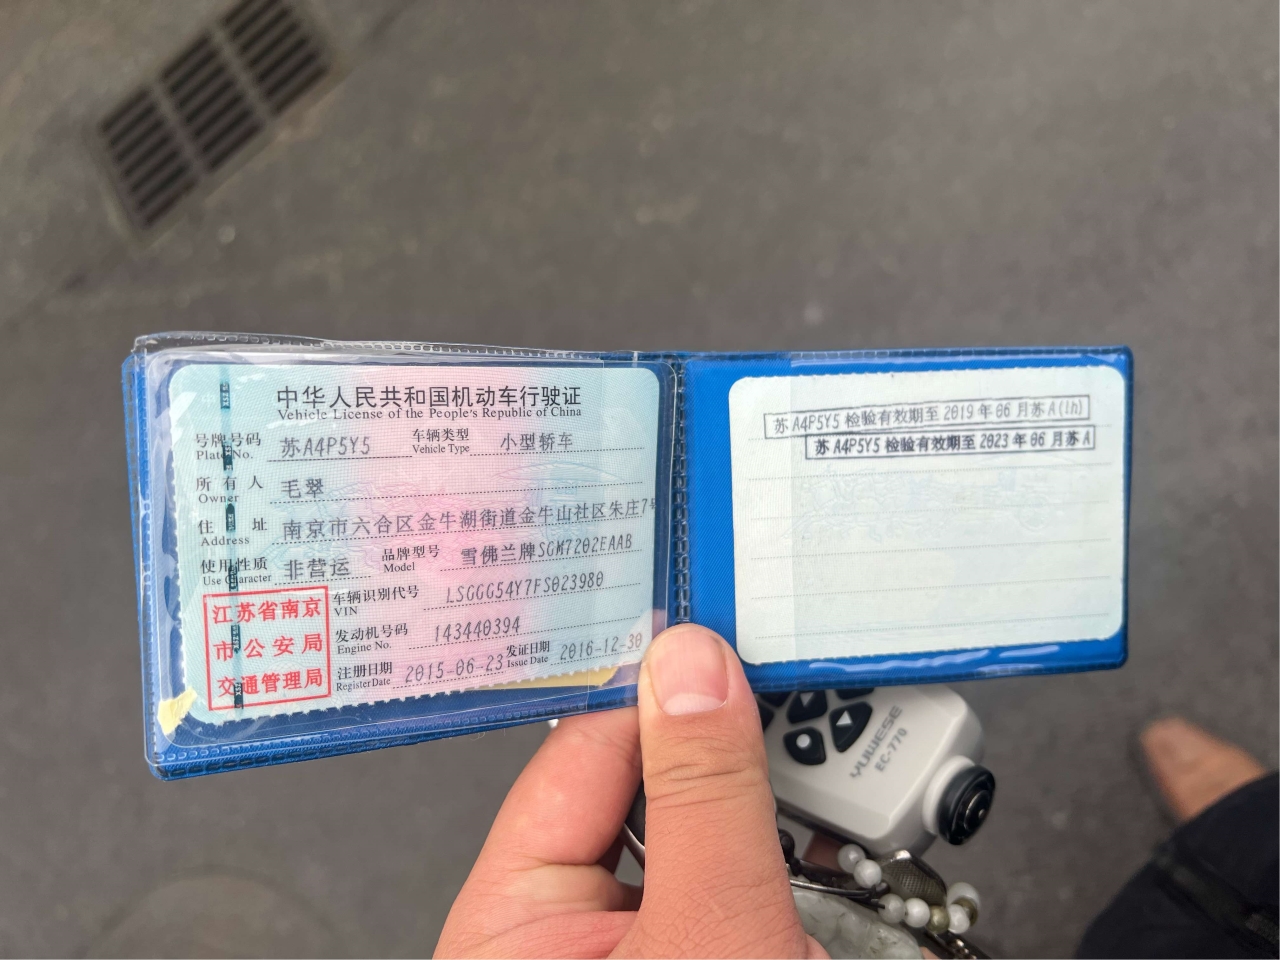 中华人民共和国机动车行驶证
Vehicle License of the People's Republic of China
号牌号码 苏A4P5Y5 车辆类型 小型轿车
Plate No. Vehicle Type
所有人 毛翠
Owner
住址 南京市六合区金牛湖街道金牛山社区朱庄7号
Address
使用性质 非营运 品牌型号 雪佛兰牌SGM7202EAAB
Use Character Model
江苏省南京
市公安局
交通管理局
车辆识别代号 LSGGG54Y7FS023980
VIN
发动机号码 143440394
Engine No.
注册日期 2015-06-23 发证日期 2016-12-30
Register Date Issue Date
苏A4P5Y5检验有效期至2019年06月苏A(lh)
苏A4P5Y5检验有效期至2023年06月苏A
YUWESE
EC-770